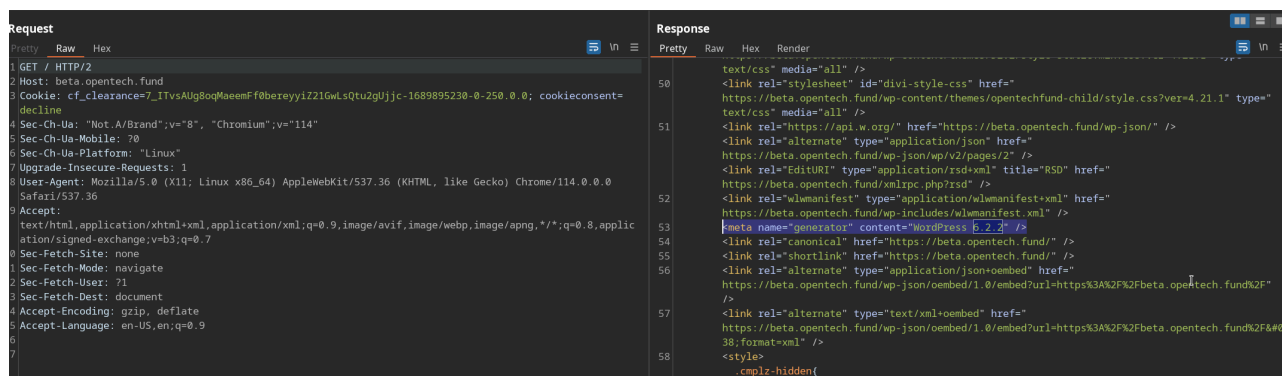 Request
Pretty Raw Hex
\n
1 GET / HTTP/2
2 Host: beta.opentech.fund
3 Cookie: cf_clearance=7_ITvsAUg8oqMaeemFf0bereyyiZ21GwLsQtu2gUjjc-1689895230-0-250.0.0; cookieconsent=
decline
4 Sec-Ch-Ua: "Not.A/Brand";v="8", "Chromium";v="114"
5 Sec-Ch-Ua-Mobile: ?0
6 Sec-Ch-Ua-Platform: "Linux"
7 Upgrade-Insecure-Requests: 1
8 User-Agent: Mozilla/5.0 (X11; Linux x86_64) AppleWebKit/537.36 (KHTML, like Gecko) Chrome/114.0.0.0
Safari/537.36
9 Accept:
text/html,application/xhtml+xml,application/xml;q=0.9,image/avif,image/webp,image/apng,*/*;q=0.8,applic
ation/signed-exchange;v=b3;q=0.7
0 Sec-Fetch-Site: none
1 Sec-Fetch-Mode: navigate
2 Sec-Fetch-User: ?1
3 Sec-Fetch-Dest: document
4 Accept-Encoding: gzip, deflate
5 Accept-Language: en-US,en;q=0.9
6
7
Response
Pretty Raw Hex Render
\n
text/css" media="all" />
50 <link rel="stylesheet" id="divi-style-css" href="
https://beta.opentech.fund/wp-content/themes/opentechfund-child/style.css?ver=4.21.1" type="
text/css" media="all" />
51 <link rel="https://api.w.org/" href="https://beta.opentech.fund/wp-json/" />
<link rel="alternate" type="application/json" href="
https://beta.opentech.fund/wp-json/wp/v2/pages/2" />
<link rel="EditURI" type="application/rsd+xml" title="RSD" href="
https://beta.opentech.fund/xmlrpc.php?rsd" />
52 <link rel="wlwmanifest" type="application/wlwmanifest+xml" href="
https://beta.opentech.fund/wp-includes/wlwmanifest.xml" />
53 <meta name="generator" content="WordPress 6.2.2" />
54 <link rel="canonical" href="https://beta.opentech.fund/" />
55 <link rel="shortlink" href="https://beta.opentech.fund/" />
56 <link rel="alternate" type="application/json+oembed" href="
https://beta.opentech.fund/wp-json/oembed/1.0/embed?url=https%3A%2F%2Fbeta.opentech.fund%2F"
/>
57 <link rel="alternate" type="text/xml+oembed" href="
https://beta.opentech.fund/wp-json/oembed/1.0/embed?url=https%3A%2F%2Fbeta.opentech.fund%2F&#0
38;format=xml" />
58 <style>
.cmplz-hidden{